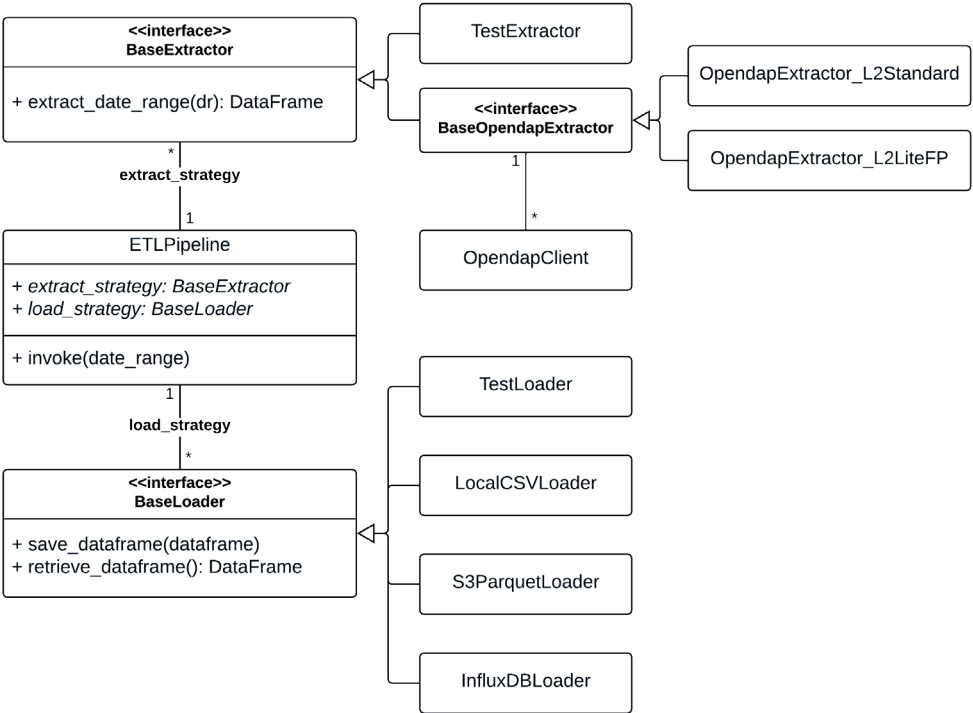 <<interface>>
BaseExtractor
+ extract_date_range(dr): DataFrame
*
extract_strategy
1
ETLPipeline
+ extract_strategy: BaseExtractor
+ load_strategy: BaseLoader
+ invoke(date_range)
1
load_strategy
*
<<interface>>
BaseLoader
+ save_dataframe(dataframe)
+ retrieve_dataframe(): DataFrame
TestExtractor
<<interface>>
BaseOpendapExtractor
1
*
OpendapClient
OpendapExtractor_L2Standard
OpendapExtractor_L2LiteFP
TestLoader
LocalCSVLoader
S3ParquetLoader
InfluxDBLoader